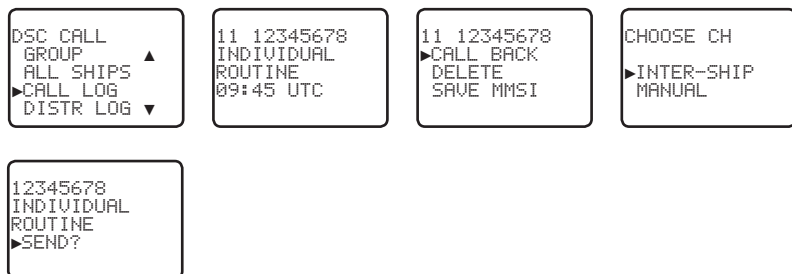 DSC CALL
GROUP ▲
ALL SHIPS
►CALL LOG
DISTR LOG ▼
11 12345678
INDIVIDUAL
ROUTINE
09:45 UTC
11 12345678
►CALL BACK
DELETE
SAVE MMSI
CHOOSE CH
►INTER-SHIP
MANUAL
12345678
INDIVIDUAL
ROUTINE
►SEND?